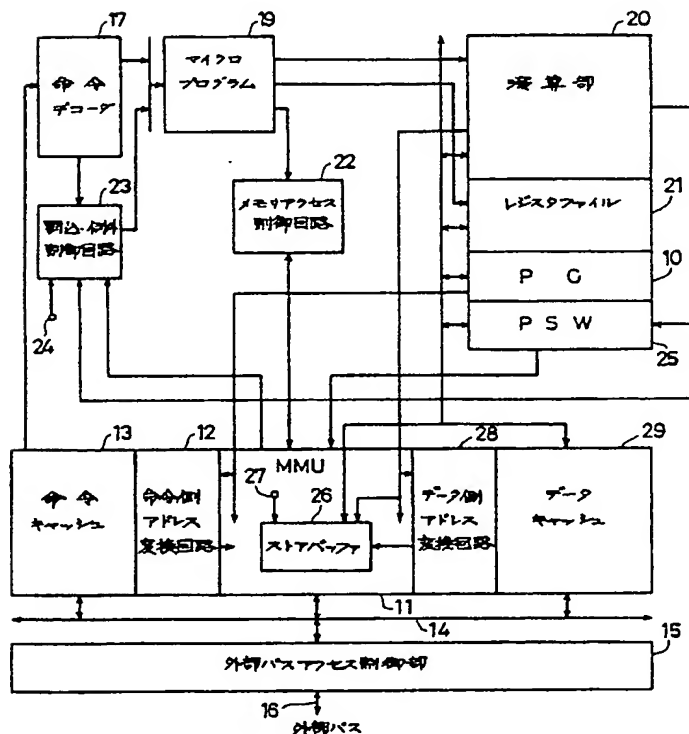 17
19
20
命令
デコーダ
マイクロ
プログラム
演算部
23
22
21
割込・例外
制御回路
メモリアクセス
制御回路
レジスタファイル
10
PC
24
PSW
25
13
12
28
29
MMU
27
26
命令
キャッシュ
命令側
アドレス
変換回路
ストアバッファ
データ側
アドレス
変換回路
データ
キャッシュ
11
14
15
外部バスアクセス制御部
16
外部バス